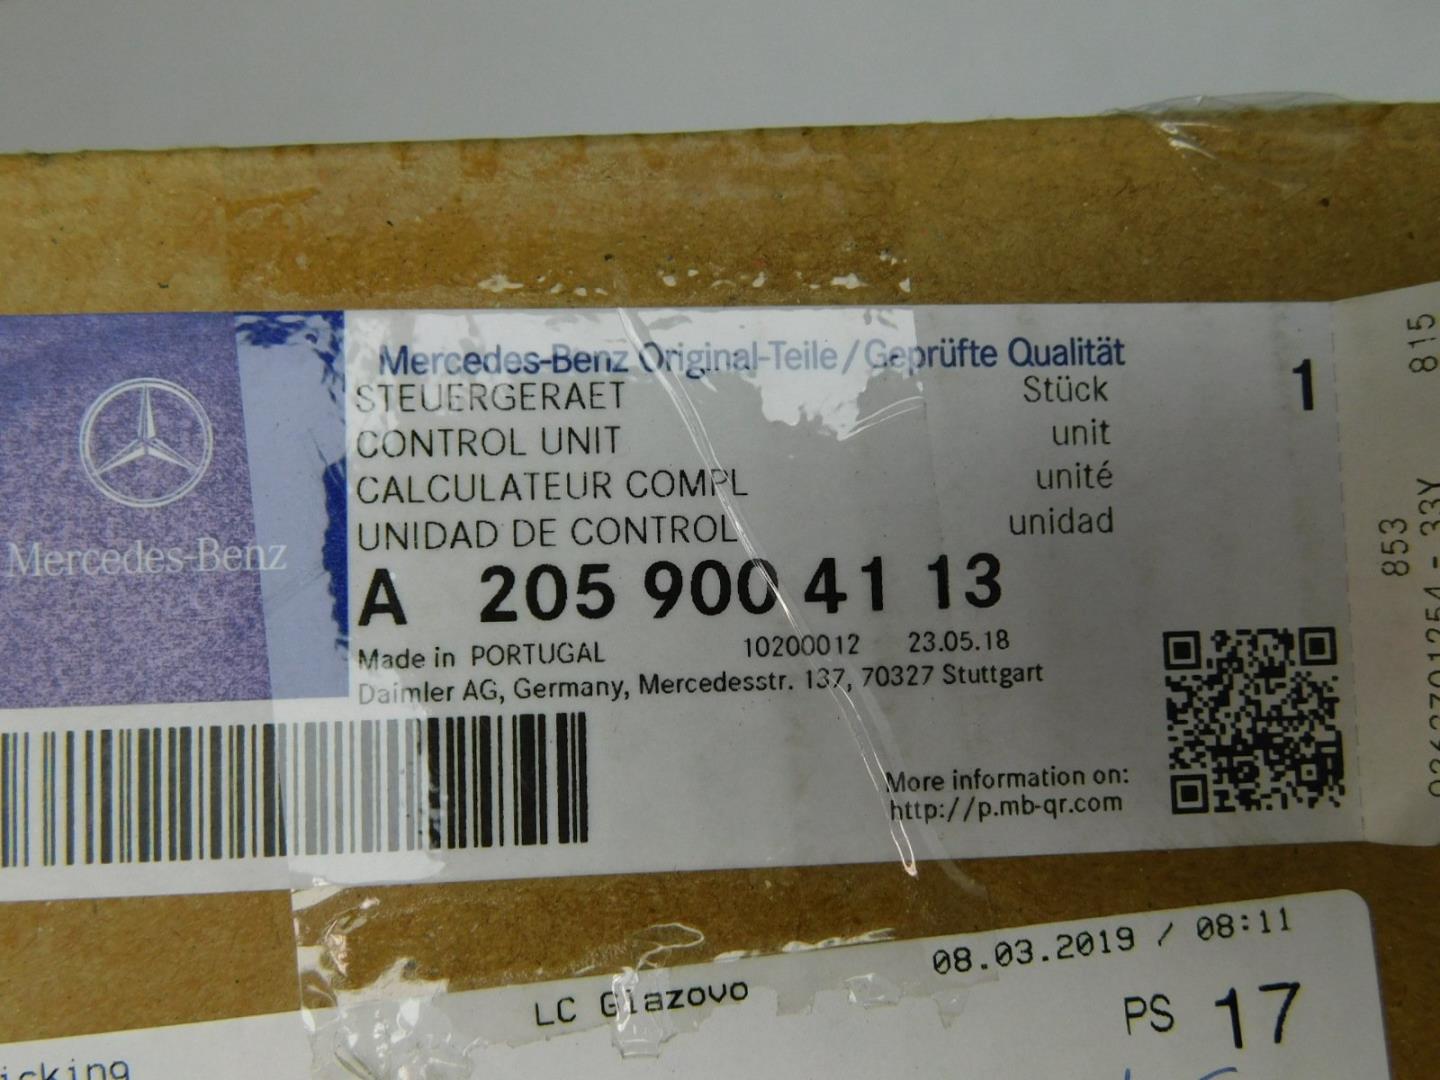 Mercedes-Benz
Mercedes-Benz Original-Teile/Geprüfte Qualität
STEUERGERAET Stück 1
CONTROL UNIT unit
CALCULATEUR COMPL unité
UNIDAD DE CONTROL unidad
A 205 900 41 13
Made in PORTUGAL 10200012 23.05.18
Daimler AG, Germany, Mercedesstr. 137, 70327 Stuttgart
More information on:
http://p.mb-qr.com
815
853
33Y
08.03.2019 / 08:11
LC Glazovo
PS 17